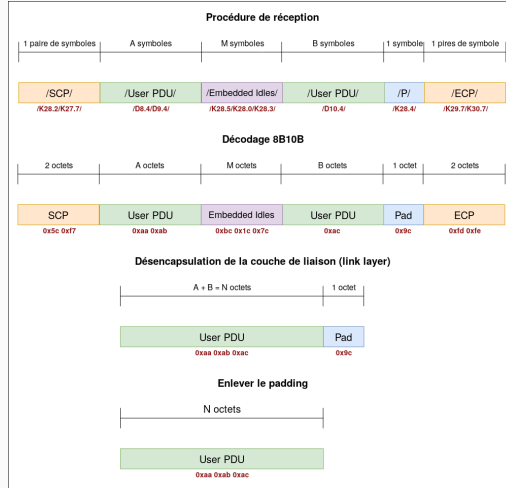 Procédure de réception
1 paire de symboles A symboles M symboles B symboles 1 symbole 1 pires de symbole
/SCP/ /User PDU/ /Embedded Idles/ /User PDU/ /P/ /ECP/
/K28.2/K27.7/ /D8.4/D9.4/ /K28.5/K28.0/K28.3/ /D10.4/ /K28.4/ /K29.7/K30.7/
Décodage 8B10B
2 octets A octets M octets B octets 1 octet 2 octets
SCP User PDU Embedded Idles User PDU Pad ECP
0x5c 0xf7 0xaa 0xab 0xbc 0x1c 0x7c 0xac 0x9c 0xfd 0xfe
Désencapsulation de la couche de liaison (link layer)
A + B = N octets 1 octet
User PDU Pad
0xaa 0xab 0xac 0x9c
Enlever le padding
N octets
User PDU
0xaa 0xab 0xac